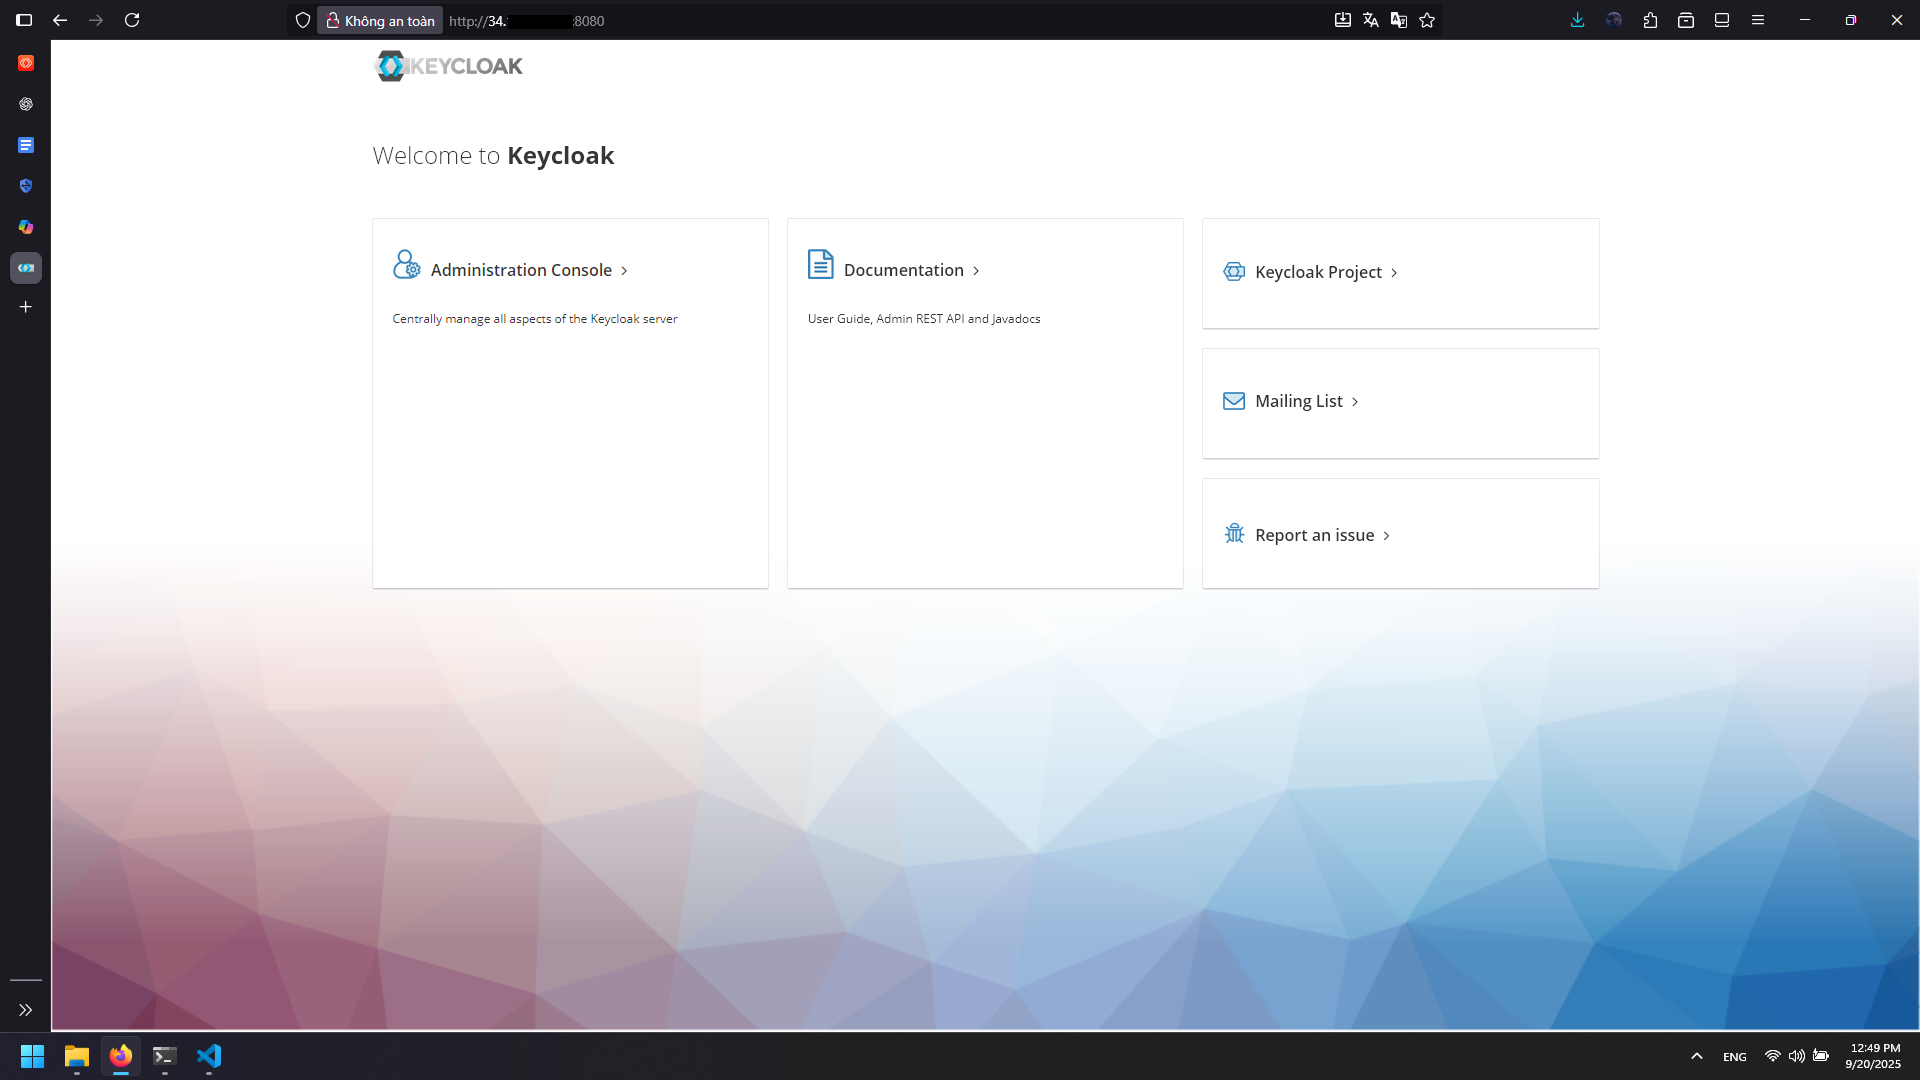 Không an toàn http://34. :8080
KEYCLOAK
Welcome to Keycloak
Administration Console
Centrally manage all aspects of the Keycloak server
Documentation
User Guide, Admin REST API and Javadocs
Keycloak Project
Mailing List
Report an issue
ENG
12:49 PM
9/20/2025